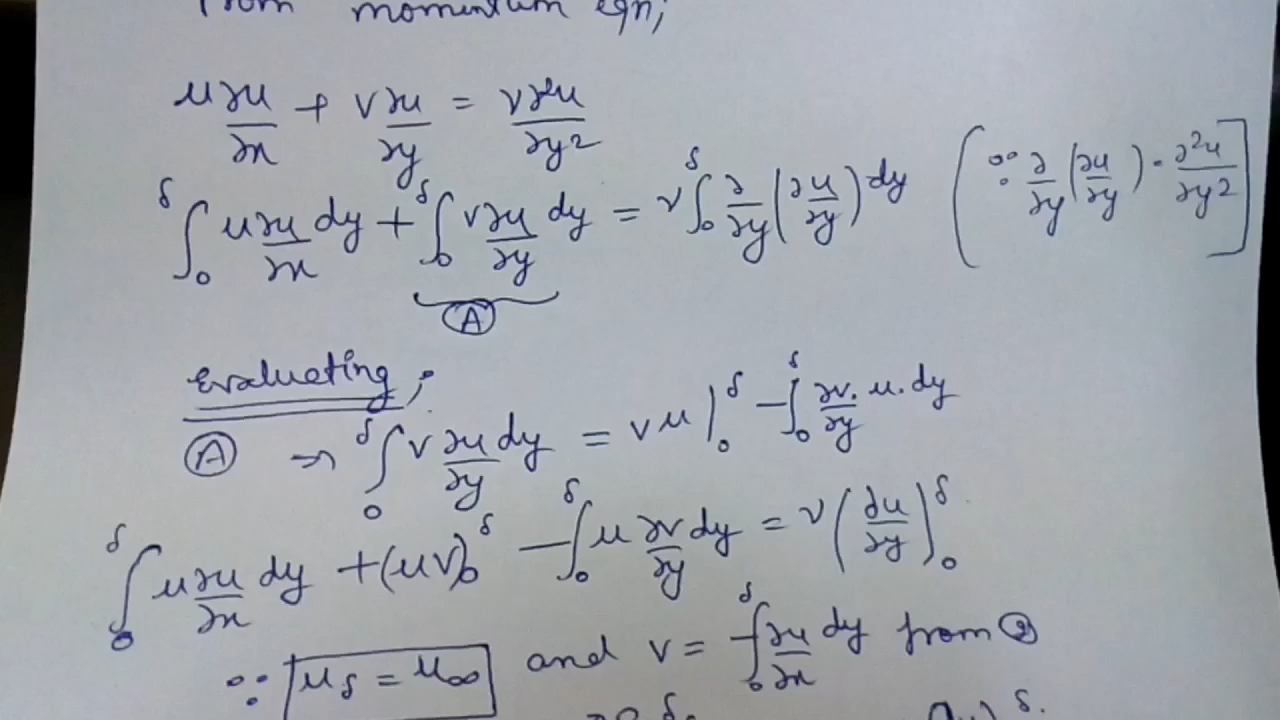 From momentum eqn,
u ∂u/∂x + v ∂u/∂y = ν ∂²u/∂y²
∫₀^δ u ∂u/∂x dy + ∫₀^δ v ∂u/∂y dy = ν ∫₀^δ ∂/∂y (∂u/∂y) dy [∵ ∂/∂y (∂u/∂y) = ∂²u/∂y²]
Ⓐ
Evaluating,
Ⓐ ⇒ ∫₀^δ v ∂u/∂y dy = vu |₀^δ − ∫₀^δ ∂v/∂y . u . dy
∫₀^δ u ∂u/∂x dy + (uv)₀^δ − ∫₀^δ u ∂v/∂y dy = ν (∂u/∂y)₀^δ
∵ u_δ = u_∞ and v = −∫₀^δ ∂u/∂x dy from ②